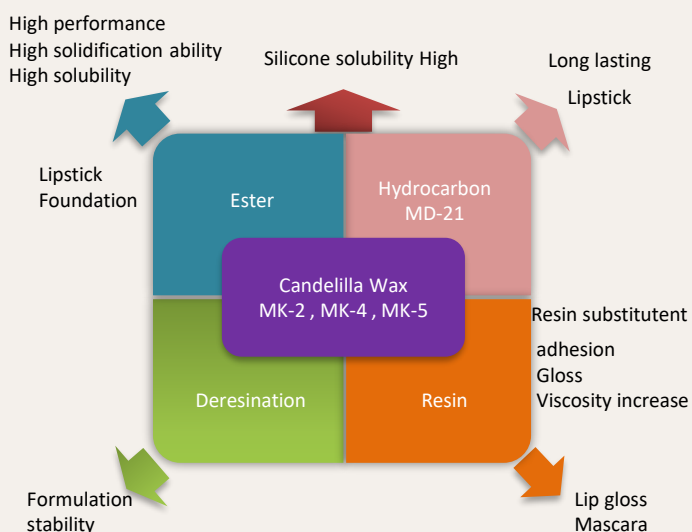 High performance
High solidification ability
High solubility
Silicone solubility High
Long lasting
Lipstick
Lipstick
Foundation
Ester
Hydrocarbon
MD-21
Candelilla Wax
MK-2 , MK-4 , MK-5
Resin substitutent
adhesion
Gloss
Viscosity increase
Deresination
Resin
Formulation
stability
Lip gloss
Mascara